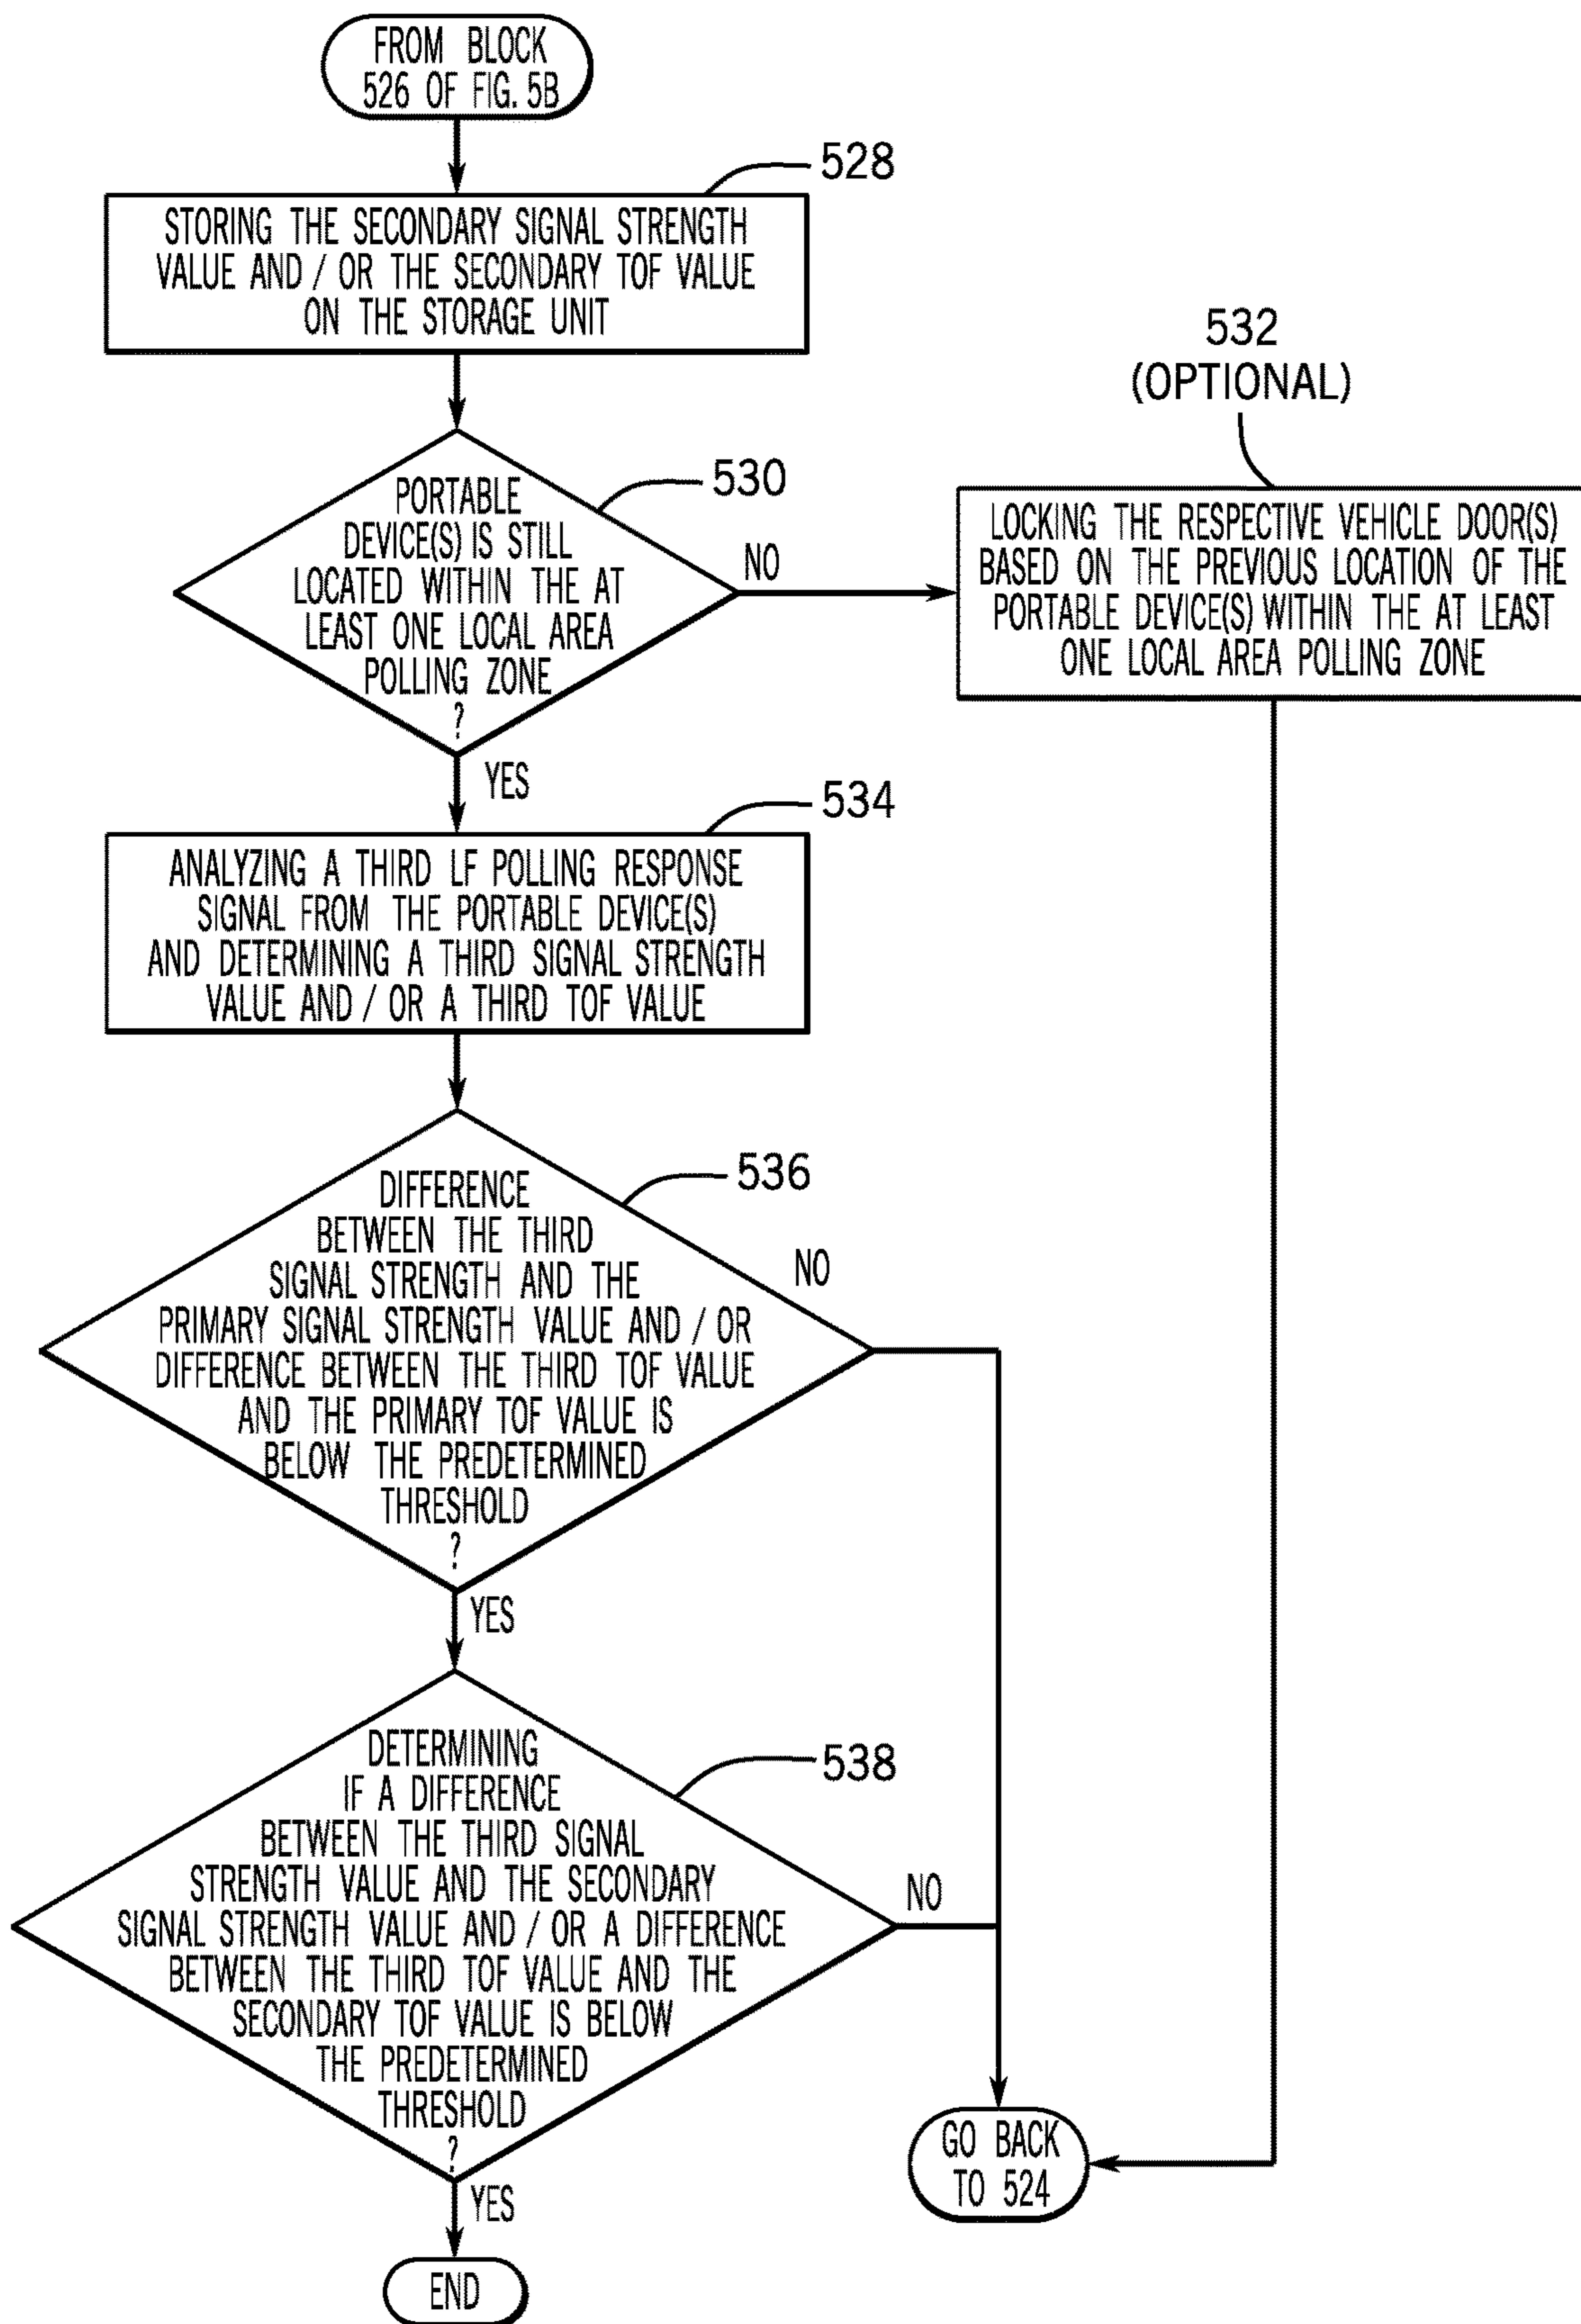 FROM BLOCK
526 OF FIG. 5B
528
STORING THE SECONDARY SIGNAL STRENGTH
VALUE AND / OR THE SECONDARY TOF VALUE
ON THE STORAGE UNIT
530
PORTABLE
DEVICE(S) IS STILL
LOCATED WITHIN THE AT
LEAST ONE LOCAL AREA
POLLING ZONE
?
NO
532
(OPTIONAL)
LOCKING THE RESPECTIVE VEHICLE DOOR(S)
BASED ON THE PREVIOUS LOCATION OF THE
PORTABLE DEVICE(S) WITHIN THE AT LEAST
ONE LOCAL AREA POLLING ZONE
YES
534
ANALYZING A THIRD LF POLLING RESPONSE
SIGNAL FROM THE PORTABLE DEVICE(S)
AND DETERMINING A THIRD SIGNAL STRENGTH
VALUE AND / OR A THIRD TOF VALUE
536
DIFFERENCE
BETWEEN THE THIRD
SIGNAL STRENGTH AND THE
PRIMARY SIGNAL STRENGTH VALUE AND / OR
DIFFERENCE BETWEEN THE THIRD TOF VALUE
AND THE PRIMARY TOF VALUE IS
BELOW THE PREDETERMINED
THRESHOLD
?
NO
YES
538
DETERMINING
IF A DIFFERENCE
BETWEEN THE THIRD SIGNAL
STRENGTH VALUE AND THE SECONDARY
SIGNAL STRENGTH VALUE AND / OR A DIFFERENCE
BETWEEN THE THIRD TOF VALUE AND THE
SECONDARY TOF VALUE IS BELOW
THE PREDETERMINED
THRESHOLD
?
NO
YES
GO BACK
TO 524
END